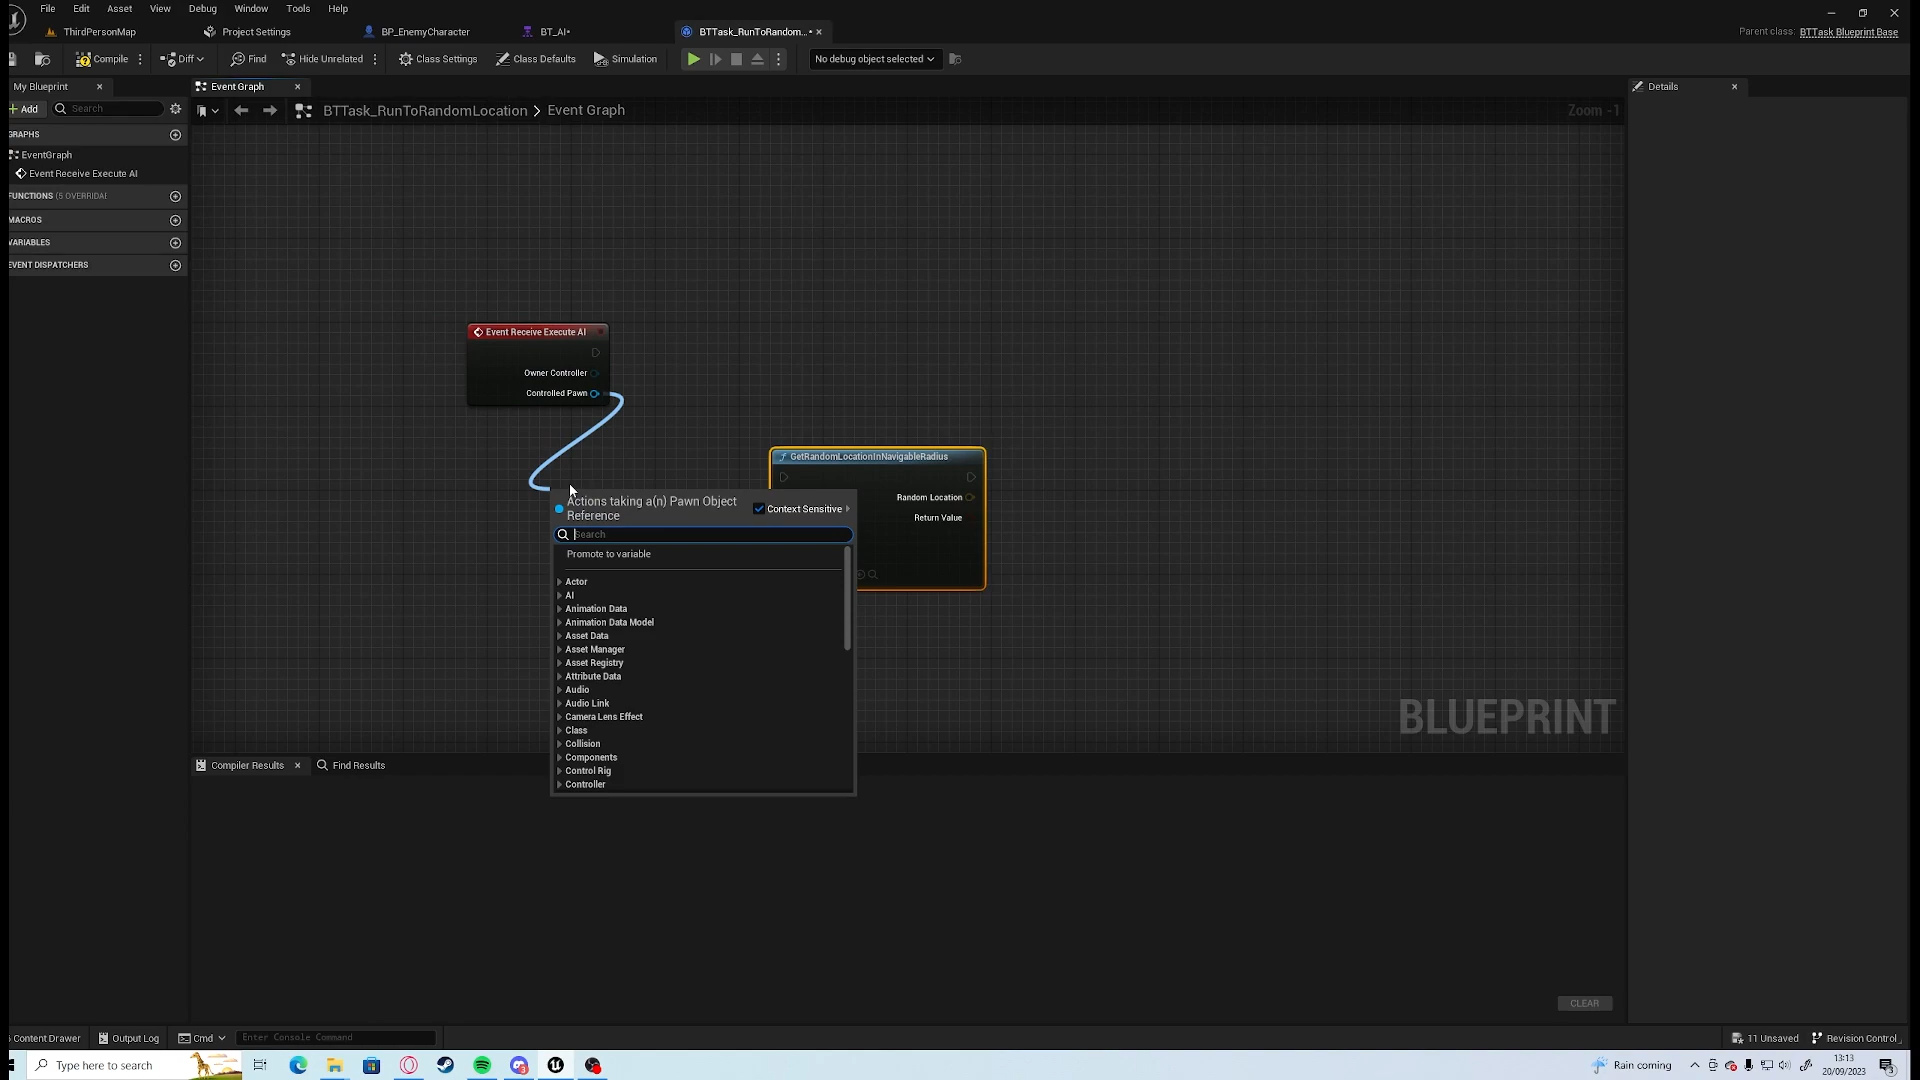 File Edit Asset View Debug Window Tools Help
ThirdPersonMap Project Settings BP_EnemyCharacter BT_AI• BTTask_RunToRandom...•
Parent class: BTTask Blueprint Base
Compile Diff Find Hide Unrelated Class Settings Class Defaults Simulation No debug object selected
My Blueprint Event Graph Details
Add Search
BTTask_RunToRandomLocation > Event Graph
Zoom -1
GRAPHS
EventGraph
Event Receive Execute AI
FUNCTIONS (5 OVERRIDAB
MACROS
VARIABLES
EVENT DISPATCHERS
Event Receive Execute AI
Owner Controller
Controlled Pawn
GetRandomLocationInNavigableRadius
Random Location
Return Value
Actions taking a(n) Pawn Object
Reference
Context Sensitive
Search
Promote to variable
Actor
AI
Animation Data
Animation Data Model
Asset Data
Asset Manager
Asset Registry
Attribute Data
Audio
Audio Link
Camera Lens Effect
Class
Collision
Components
Control Rig
Controller
BLUEPRINT
Compiler Results Find Results
CLEAR
Content Drawer Output Log Cmd Enter Console Command 11 Unsaved Revision Control
Type here to search
Rain coming
13:13
20/09/2023